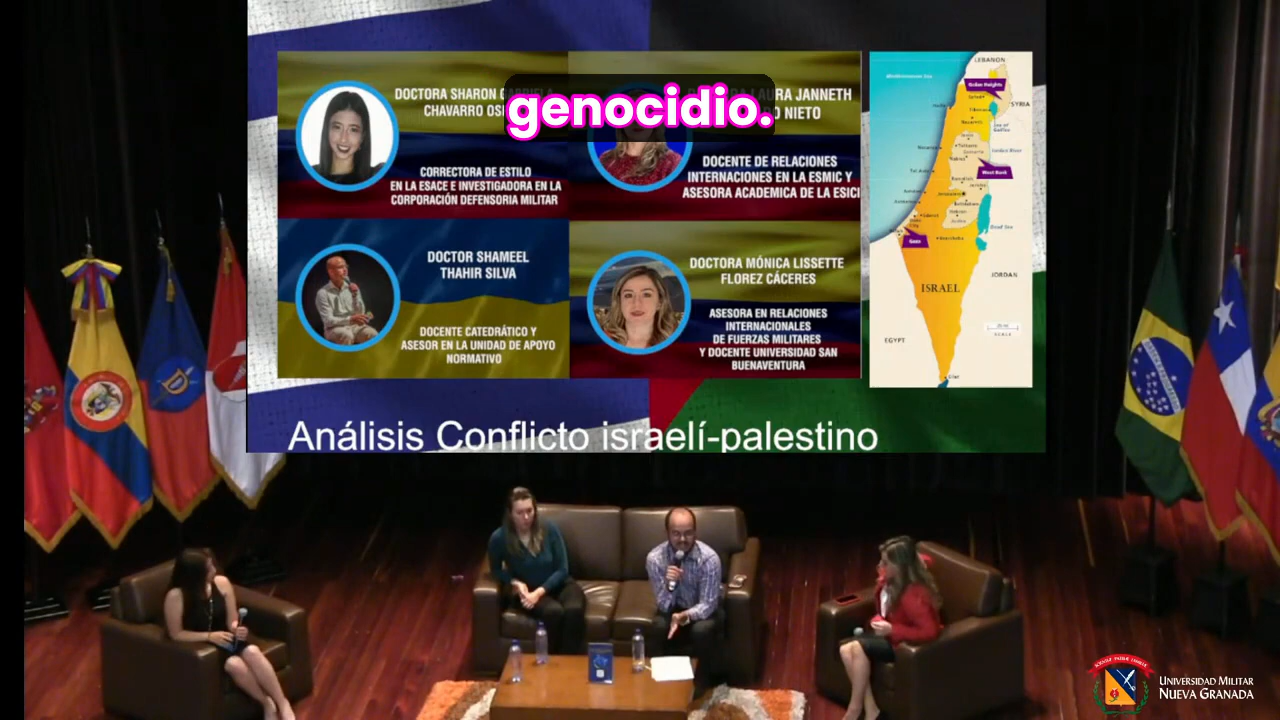 DOCTORA SHARON
CHAVARRO
CORRECTORA DE ESTILO
EN LA ESACE E INVESTIGADORA EN LA
CORPORACIÓN DEFENSORIA MILITAR
genocidio.
LAURA JANNETH
NIETO
DOCENTE DE RELACIONES
INTERNACIONES EN LA ESMIC Y
ASESORA ACADEMICA DE LA ESICI
DOCTOR SHAMEEL
THAHIR SILVA
DOCENTE CATEDRÁTICO Y
ASESOR EN LA UNIDAD DE APOYO
NORMATIVO
DOCTORA MÓNICA LISSETTE
FLOREZ CÁCERES
ASESORA EN RELACIONES
INTERNACIONALES
DE FUERZAS MILITARES
Y DOCENTE UNIVERSIDAD SAN
BUENAVENTURA
LEBANON
Golan Heights
SYRIA
West Bank
Dead Sea
Gaza
ISRAEL
JORDAN
EGYPT
Análisis Conflicto israelí-palestino
UNIVERSIDAD MILITAR
NUEVA GRANADA